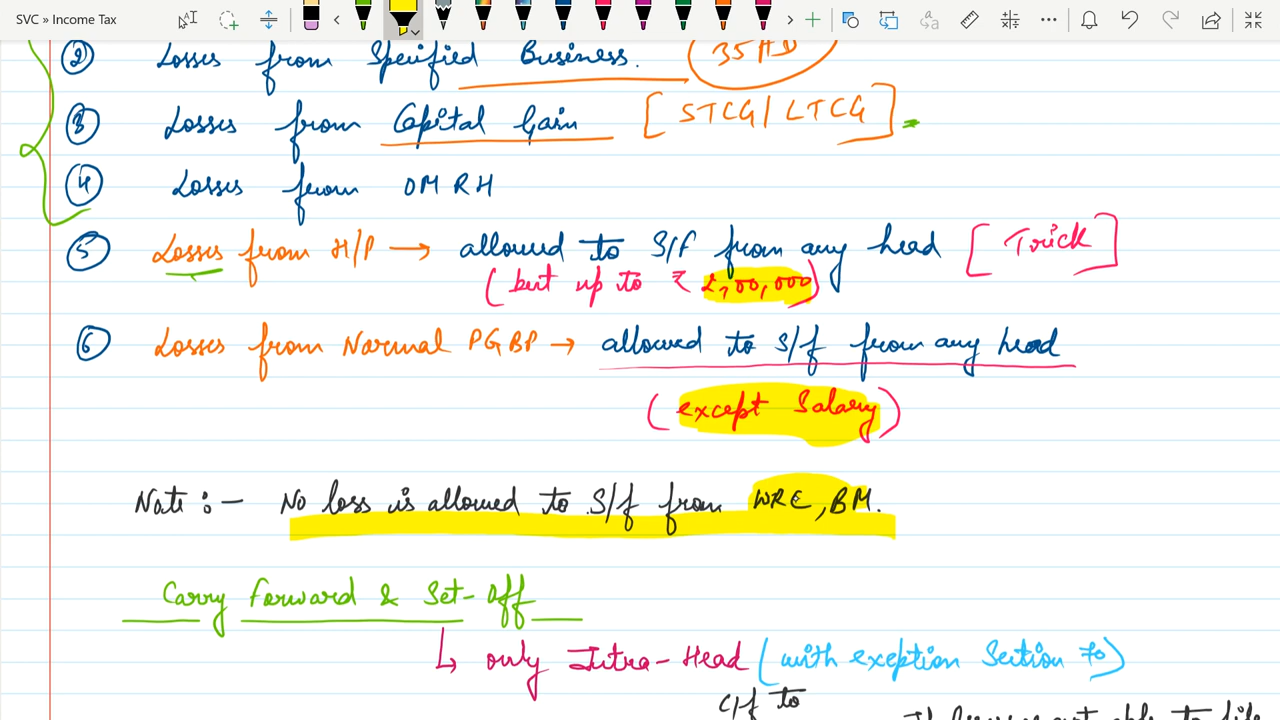 SVC » Income Tax
② Losses from Specified Business. 35AD
③ Losses from Capital Gain [STCG/LTCG]
④ Losses from OMRH
⑤ Losses from H/P → allowed to S/F from any head [Trick]
(but up to ₹ 2,00,000)
⑥ Losses from Normal PGBP → allowed to S/f from any head
(except Salary)
Note :- No loss is allowed to S/f from WRC, BM.
Carry Forward & Set-Off
↳ only Intra-Head (with exeption Section 70)
C/f to